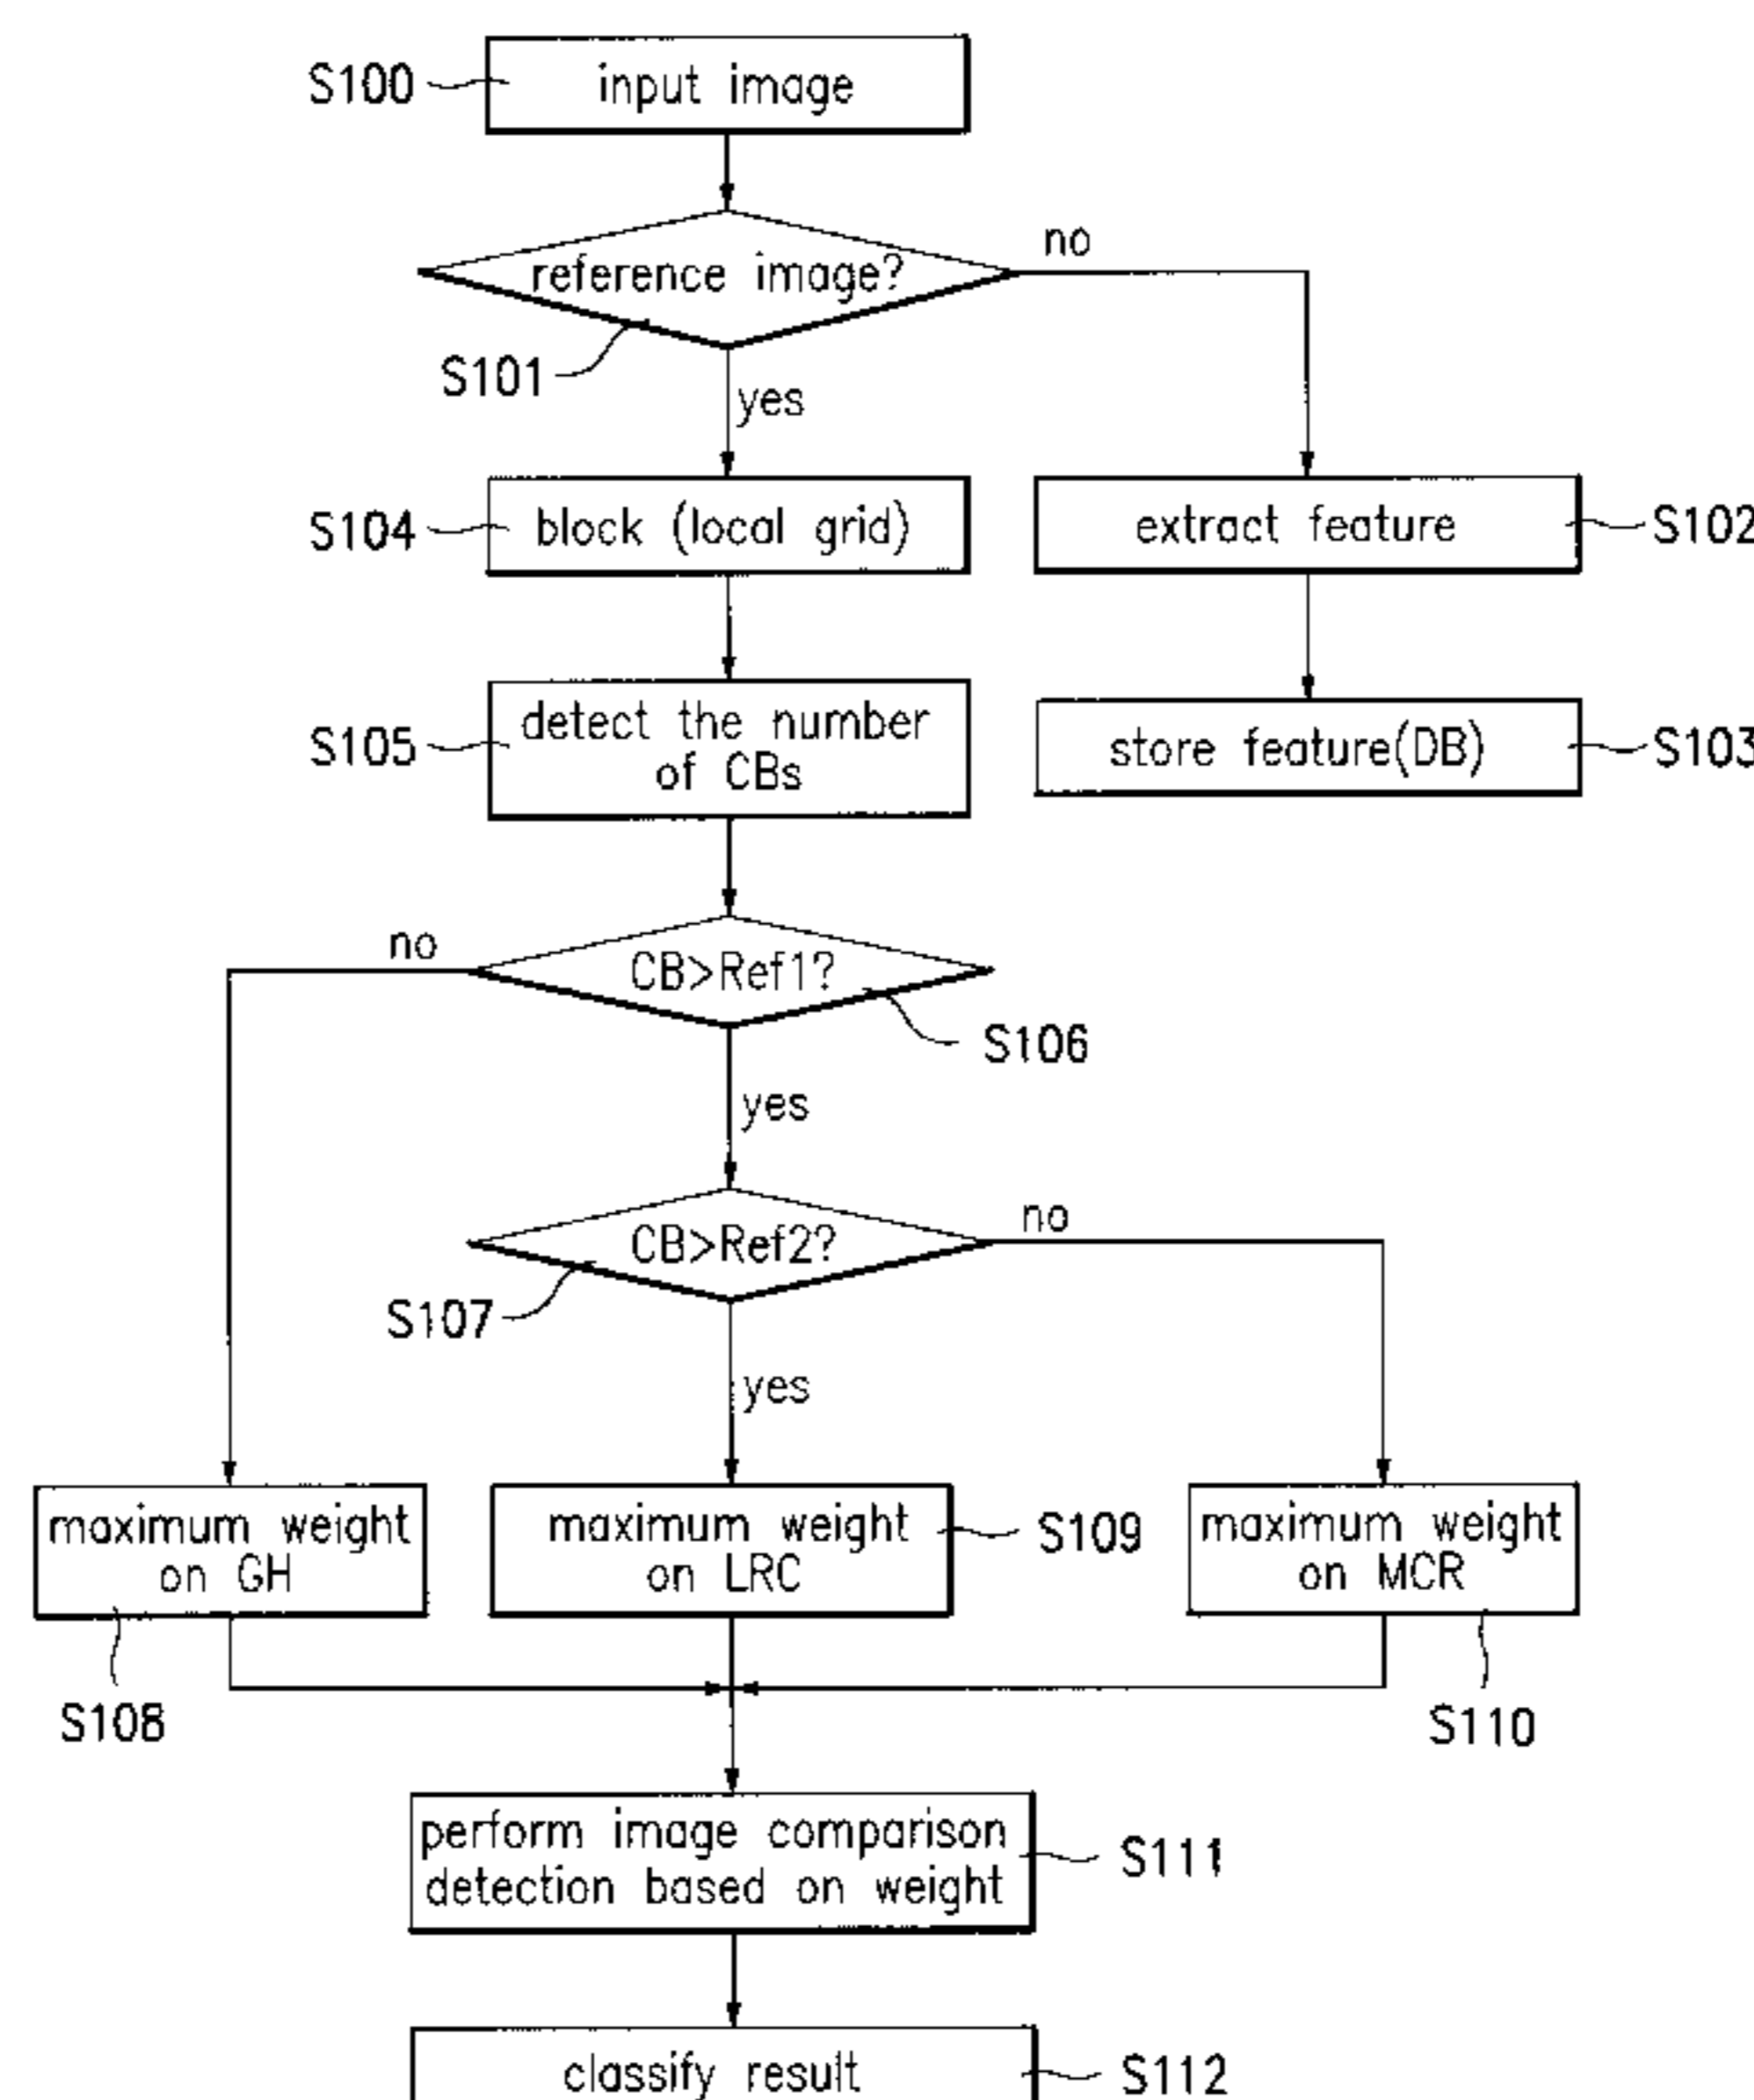 S100
input image
reference image?
no
S101
yes
S104
block (local grid)
extract feature
S102
S105
detect the number
of CBs
store feature(DB)
S103
no
CB>Ref1?
S106
yes
CB>Ref2?
no
S107
yes
maximum weight
on GH
maximum weight
on LRC
S109
maximum weight
on MCR
S108
S110
perform image comparison
detection based on weight
S111
classify result
S112